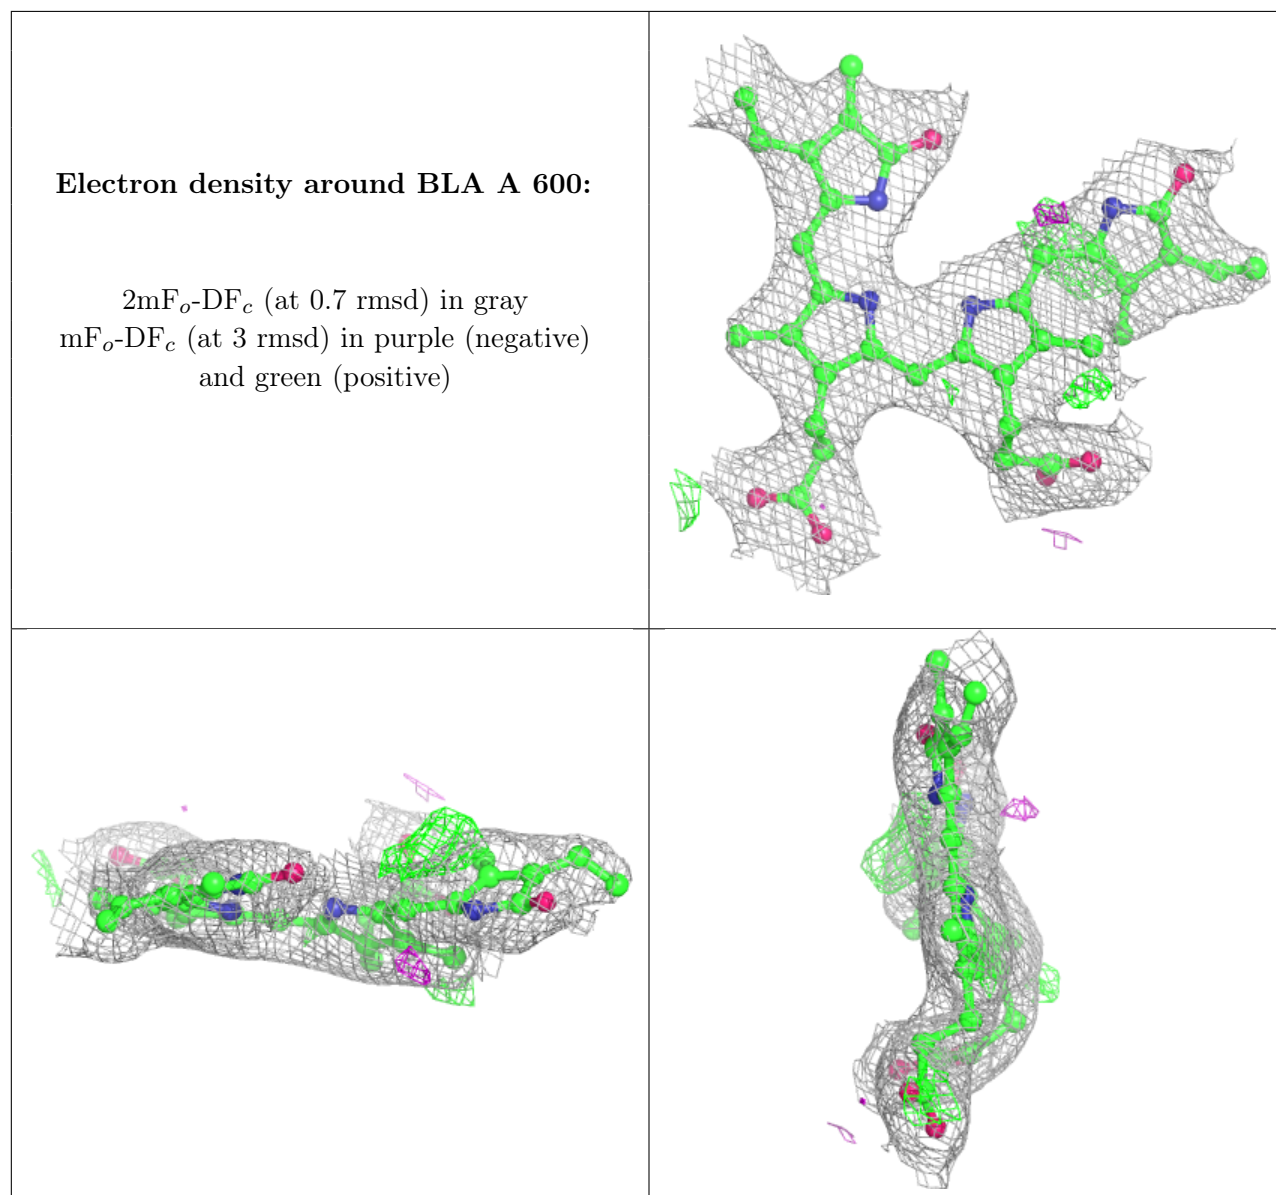 Electron density around BLA A 600:
2mFo-DFc (at 0.7 rmsd) in gray
mFo-DFc (at 3 rmsd) in purple (negative)
and green (positive)